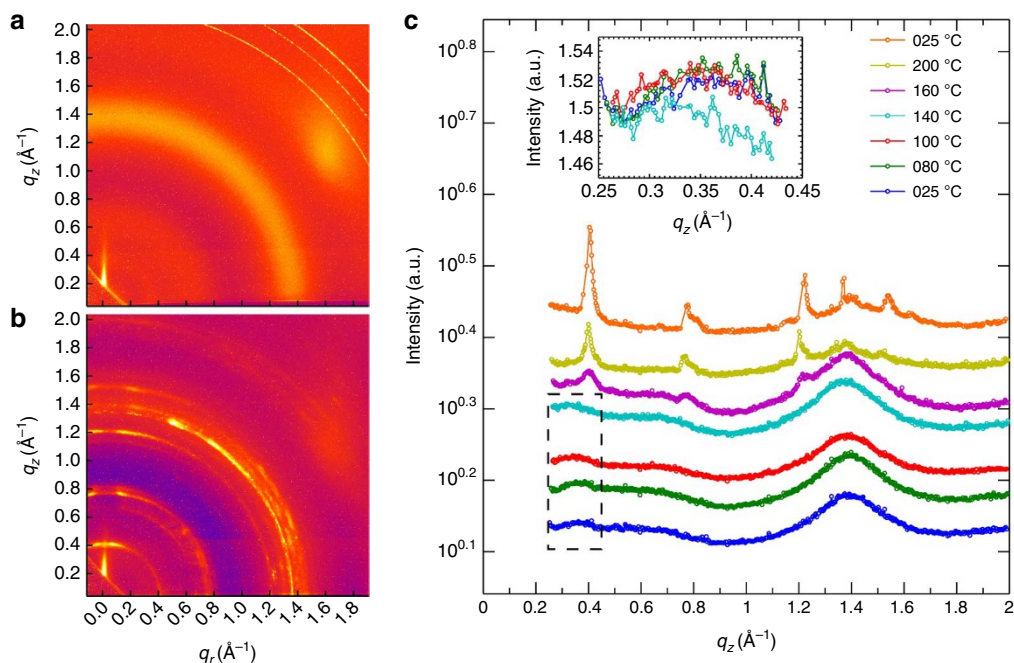 a
2.0
1.8
1.6
1.4
1.2
1.0
0.8
0.6
0.4
0.2
q_z (Å⁻¹)
b
2.0
1.8
1.6
1.4
1.2
1.0
0.8
0.6
0.4
0.2
q_z (Å⁻¹)
0.0 0.2 0.4 0.6 0.8 1.0 1.2 1.4 1.6 1.8
q_r (Å⁻¹)
c
10^0.8
10^0.7
10^0.6
10^0.5
10^0.4
10^0.3
10^0.2
10^0.1
Intensity (a.u.)
1.54
1.52
1.5
1.48
1.46
Intensity (a.u.)
0.25 0.3 0.35 0.4 0.45
q_z (Å⁻¹)
025 °C
200 °C
160 °C
140 °C
100 °C
080 °C
025 °C
0 0.2 0.4 0.6 0.8 1 1.2 1.4 1.6 1.8 2
q_z (Å⁻¹)